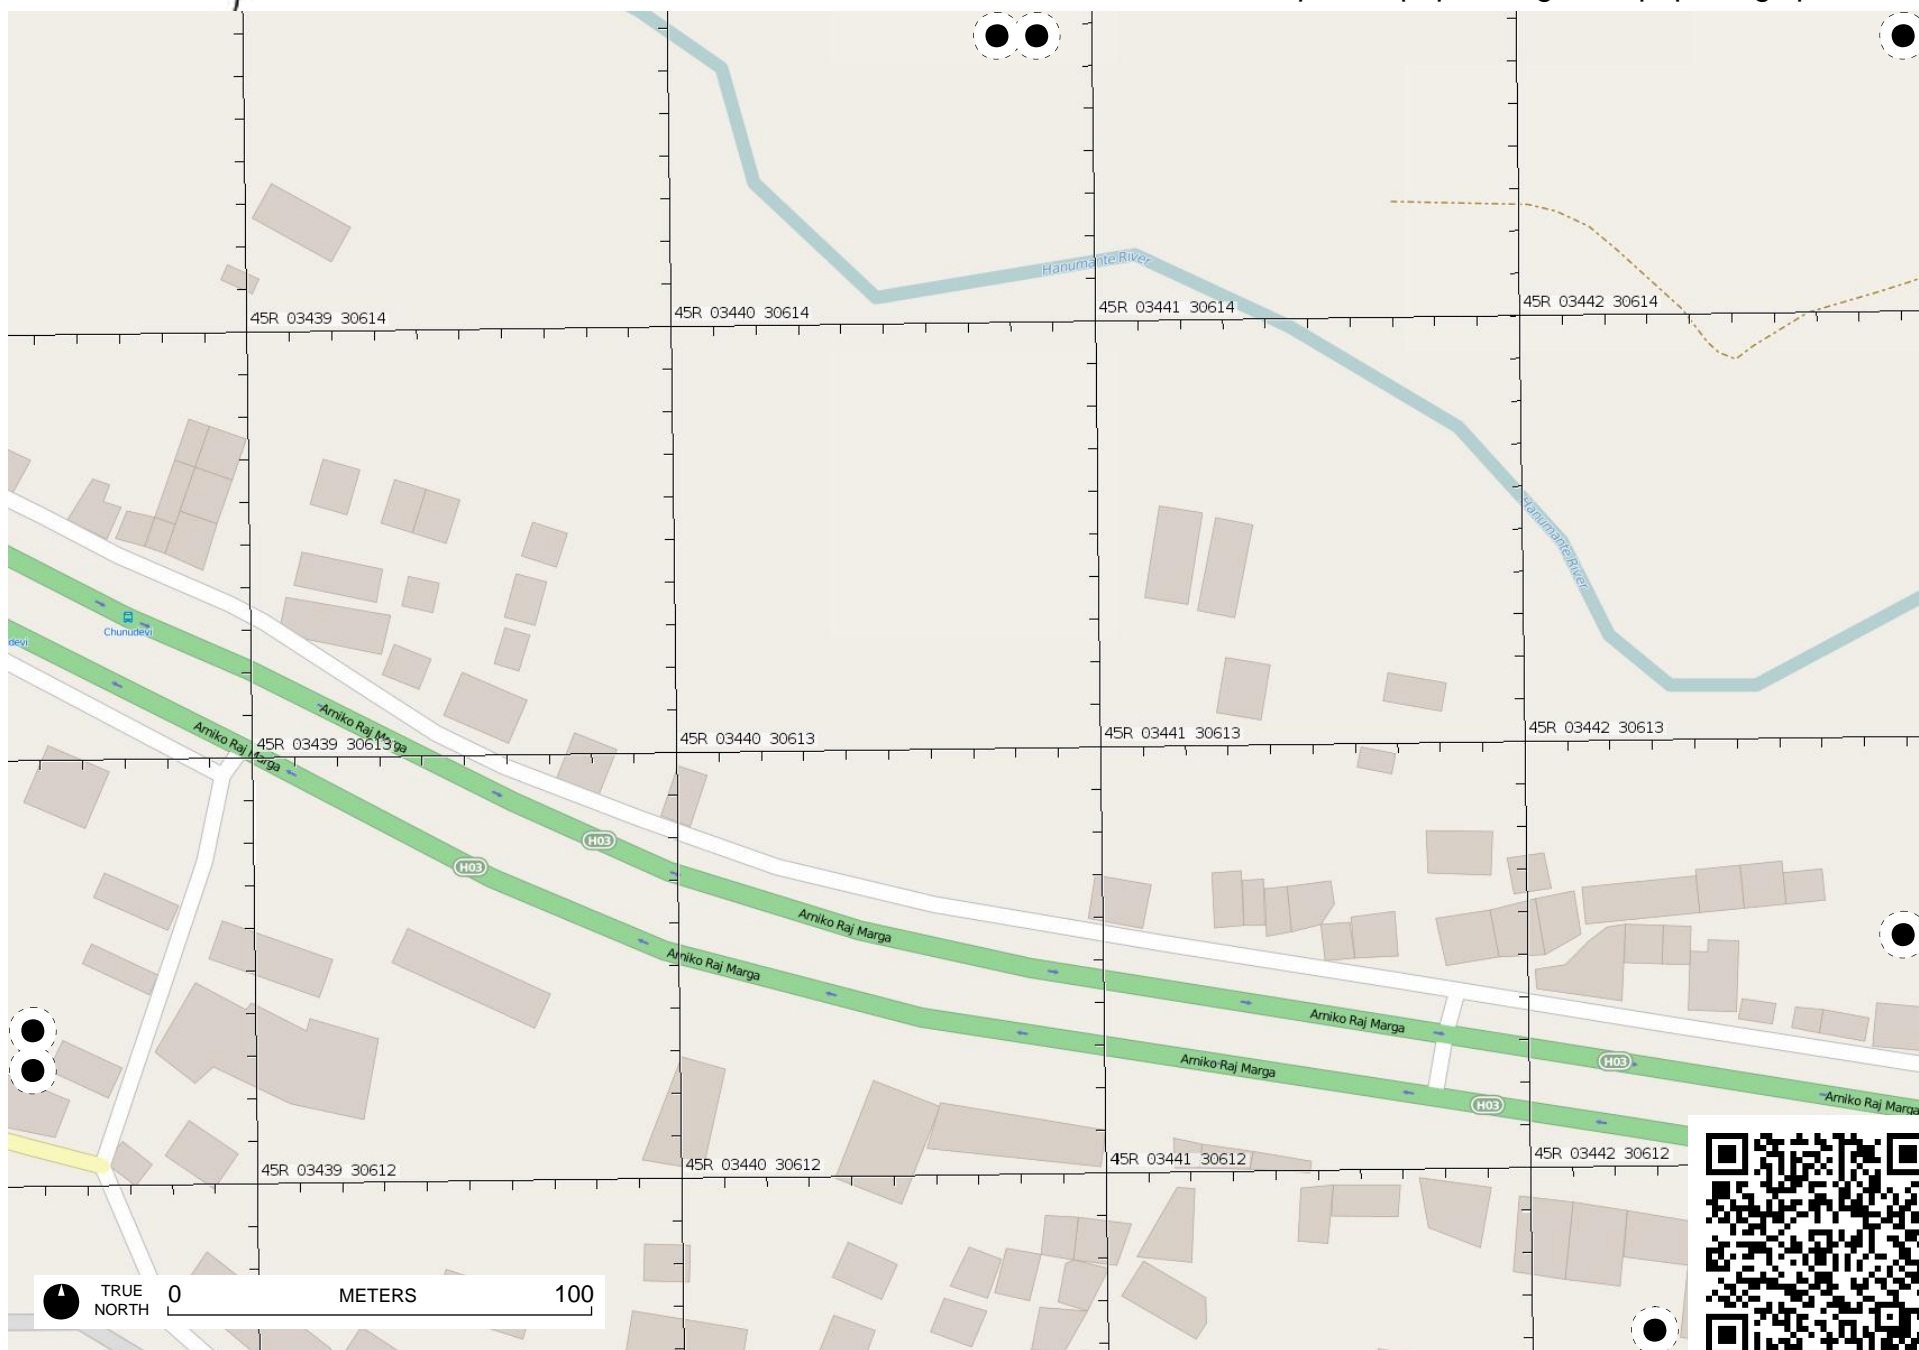 Hanumante River
45R 03439 30614
45R 03440 30614
45R 03441 30614
45R 03442 30614
Hanumante River
Chunudevi
devi
Arniko Raj Marga
Arniko Raj Marga
45R 03439 30613
45R 03440 30613
45R 03441 30613
45R 03442 30613
H03
H03
Arniko Raj Marga
Arniko Raj Marga
Arniko Raj Marga
Arniko Raj Marga
H03
H03
Arniko Raj Marga
45R 03439 30612
45R 03440 30612
45R 03441 30612
45R 03442 30612
TRUE
NORTH
0 METERS 100